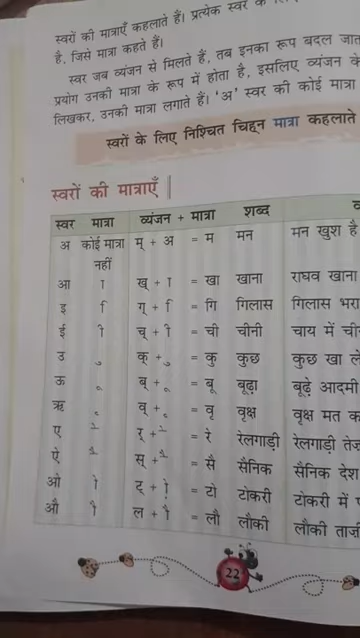 स्वरों की मात्राएँ कहलाते हैं। प्रत्येक स्वर के
है, जिसे मात्रा कहते हैं।
स्वर जब व्यंजन से मिलते हैं, तब इनका रूप बदल जात
प्रयोग उनकी मात्रा के रूप में होता है, इसलिए व्यंजन के
लिखकर, उनकी मात्रा लगाते हैं। 'अ' स्वर की कोई मात्रा
स्वरों के लिए निश्चित चिह्न मात्रा कहलाते
स्वरों की मात्राएँ
स्वर मात्रा व्यंजन + मात्रा शब्द व
अ कोई मात्रा नहीं म् + अ = म मन मन खुश है
आ ा ख् + ा = खा खाना राघव खाना
इ ि ग् + ि = गि गिलास गिलास भरा
ई ी च् + ी = ची चीनी चाय में ची
उ ु क् + ु = कु कुछ कुछ खा ले
ऊ ू ब् + ू = बू बूढ़ा बूढ़े आदमी
ऋ ृ व् + ृ = वृ वृक्ष वृक्ष मत क
ए े र् + े = रे रेलगाड़ी रेलगाड़ी तेज़
ऐ ै स् + ै = सै सैनिक सैनिक देश
ओ ो ट् + ो = टो टोकरी टोकरी में
औ ौ ल + ौ = लौ लौकी लौकी ताज़
22